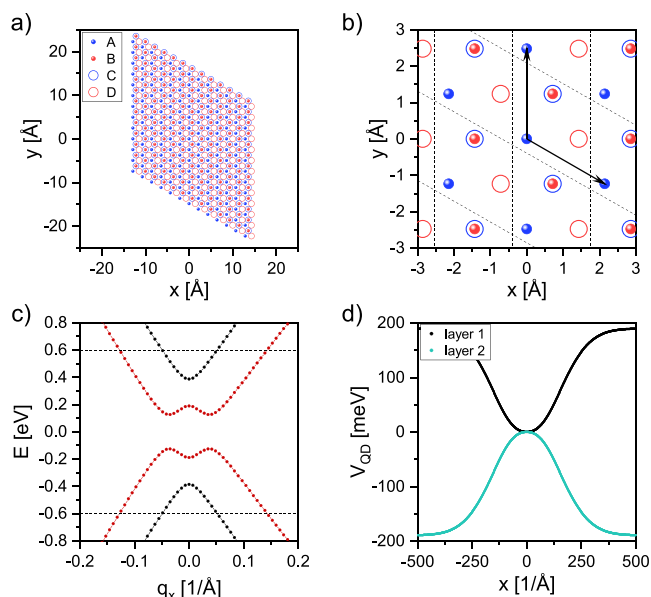 a)
A
B
C
D
20
10
0
-10
-20
y [Å]
-20 -10 0 10 20
x [Å]
b)
3
2
1
0
-1
-2
-3
y [Å]
-3 -2 -1 0 1 2 3
x [Å]
c)
0.8
0.6
0.4
0.2
0.0
-0.2
-0.4
-0.6
-0.8
E [eV]
-0.2 -0.1 0.0 0.1 0.2
qx [1/Å]
d)
layer 1
layer 2
200
100
0
-100
-200
VQD [meV]
-500 -250 0 250 500
x [1/Å]